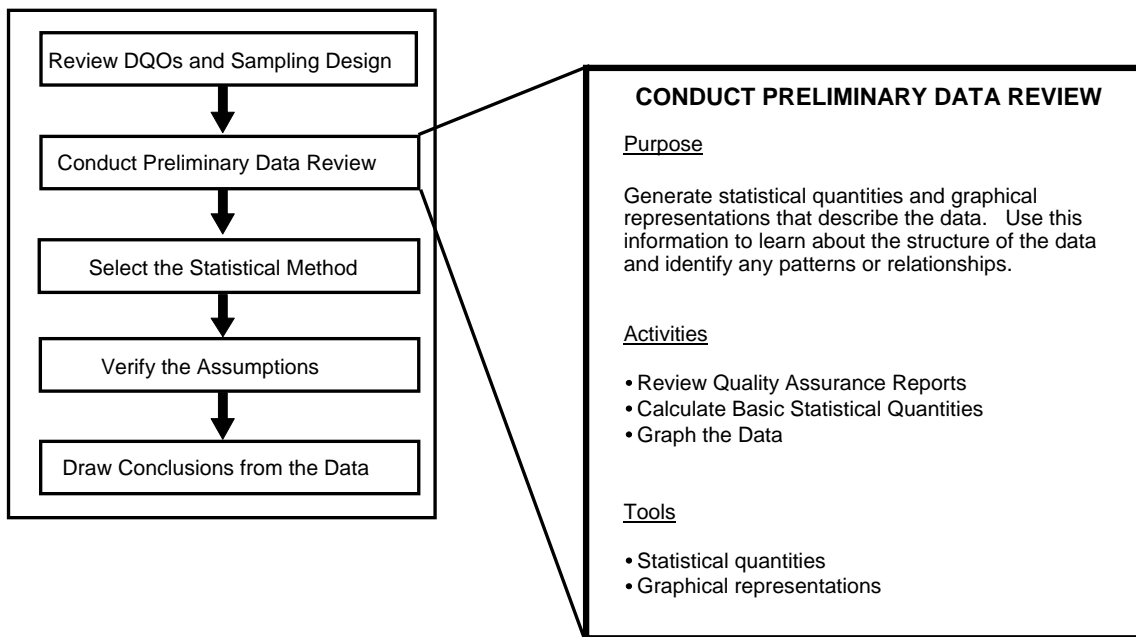 Review DQOs and Sampling Design
Conduct Preliminary Data Review
Select the Statistical Method
Verify the Assumptions
Draw Conclusions from the Data
CONDUCT PRELIMINARY DATA REVIEW
Purpose
Generate statistical quantities and graphical
representations that describe the data. Use this
information to learn about the structure of the data
and identify any patterns or relationships.
Activities
• Review Quality Assurance Reports
• Calculate Basic Statistical Quantities
• Graph the Data
Tools
• Statistical quantities
• Graphical representations